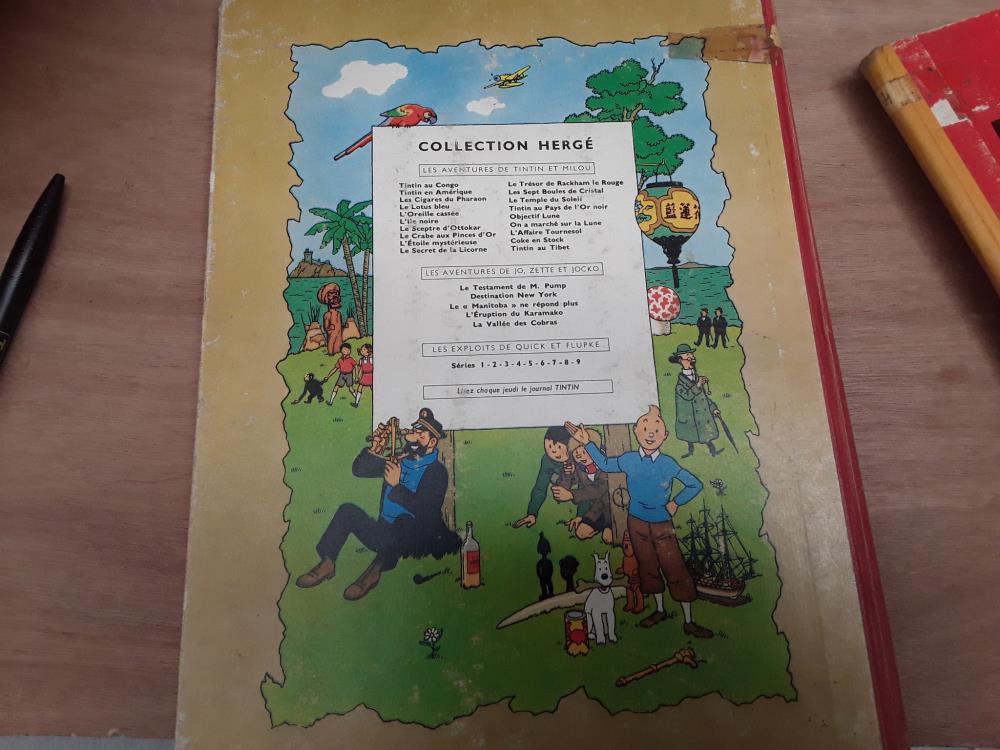 COLLECTION HERGÉ
LES AVENTURES DE TINTIN ET MILOU
Tintin au Congo
Tintin en Amérique
Les Cigares du Pharaon
Le Lotus bleu
L'Oreille cassée
L'Ile noire
Le Sceptre d'Ottokar
Le Crabe aux Pinces d'Or
L'Étoile mystérieuse
Le Secret de la Licorne
Le Trésor de Rackham le Rouge
Les Sept Boules de Cristal
Le Temple du Soleil
Tintin au Pays de l'Or noir
Objectif Lune
On a marché sur la Lune
L'Affaire Tournesol
Coke en Stock
Tintin au Tibet
LES AVENTURES DE JO, ZETTE ET JOCKO
Le Testament de M. Pump
Destination New York
Le « Manitoba » ne répond plus
L'Éruption du Karamako
La Vallée des Cobras
LES EXPLOITS DE QUICK ET FLUPKE
Séries 1 - 2 - 3 - 4 - 5 - 6 - 7 - 8 - 9
Lisez chaque jeudi le journal TINTIN